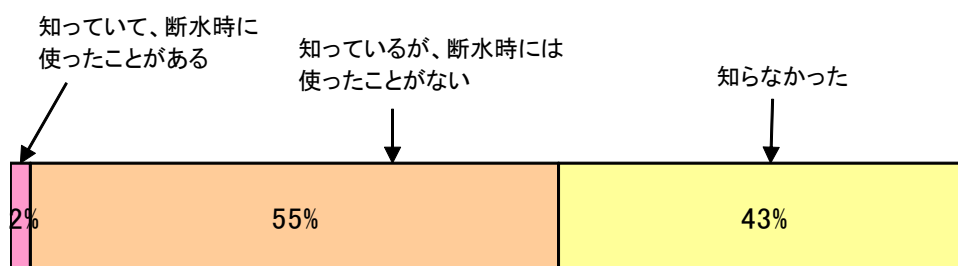 知っていて、断水時に
使ったことがある
知っているが、断水時には
使ったことがない
知らなかった
2%
55%
43%